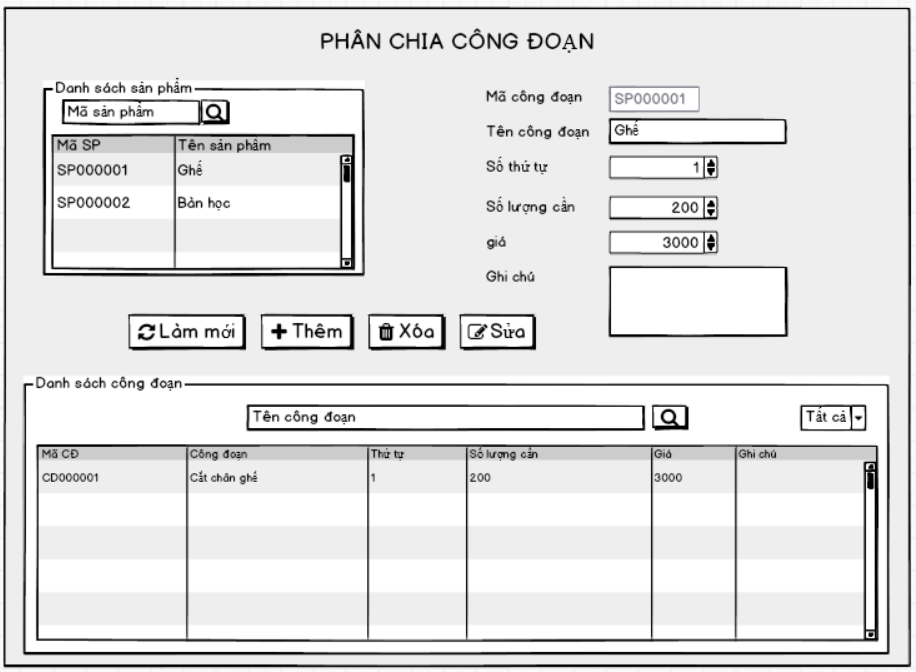 PHÂN CHIA CÔNG ĐOẠN
Danh sách sản phẩm
Mã sản phẩm
Mã SP Tên sản phẩm
SP000001 Ghế
SP000002 Bàn học
Mã công đoạn SP000001
Tên công đoạn Ghế
Số thứ tự 1
Số lượng cần 200
giá 3000
Ghi chú
Làm mới Thêm Xóa Sửa
Danh sách công đoạn
Tên công đoạn Tất cả
Mã CĐ Công đoạn Thứ tự Số lượng cần Giá Ghi chú
CD000001 Cắt chân ghế 1 200 3000